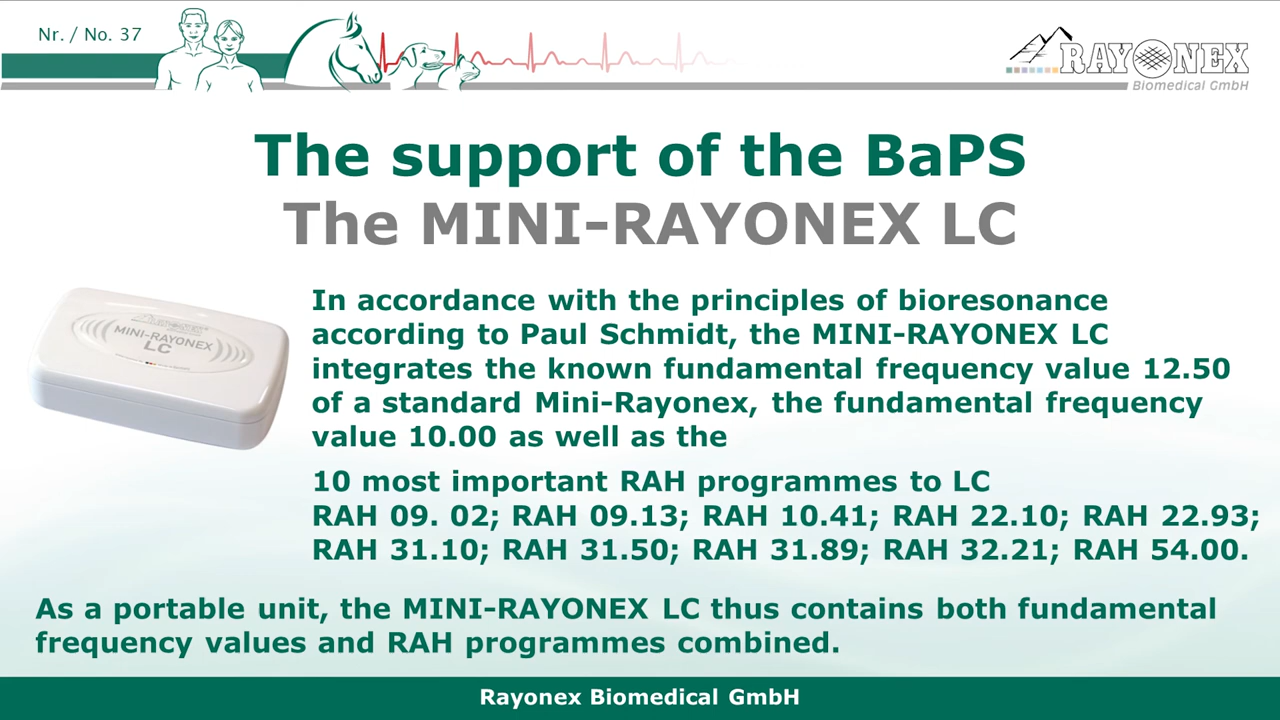 Nr. / No. 37
RAYONEX
Biomedical GmbH
The support of the BaPS
The MINI-RAYONEX LC
MINI-RAYONEX
LC
In accordance with the principles of bioresonance
according to Paul Schmidt, the MINI-RAYONEX LC
integrates the known fundamental frequency value 12.50
of a standard Mini-Rayonex, the fundamental frequency
value 10.00 as well as the
10 most important RAH programmes to LC
RAH 09. 02; RAH 09.13; RAH 10.41; RAH 22.10; RAH 22.93;
RAH 31.10; RAH 31.50; RAH 31.89; RAH 32.21; RAH 54.00.
As a portable unit, the MINI-RAYONEX LC thus contains both fundamental
frequency values and RAH programmes combined.
Rayonex Biomedical GmbH